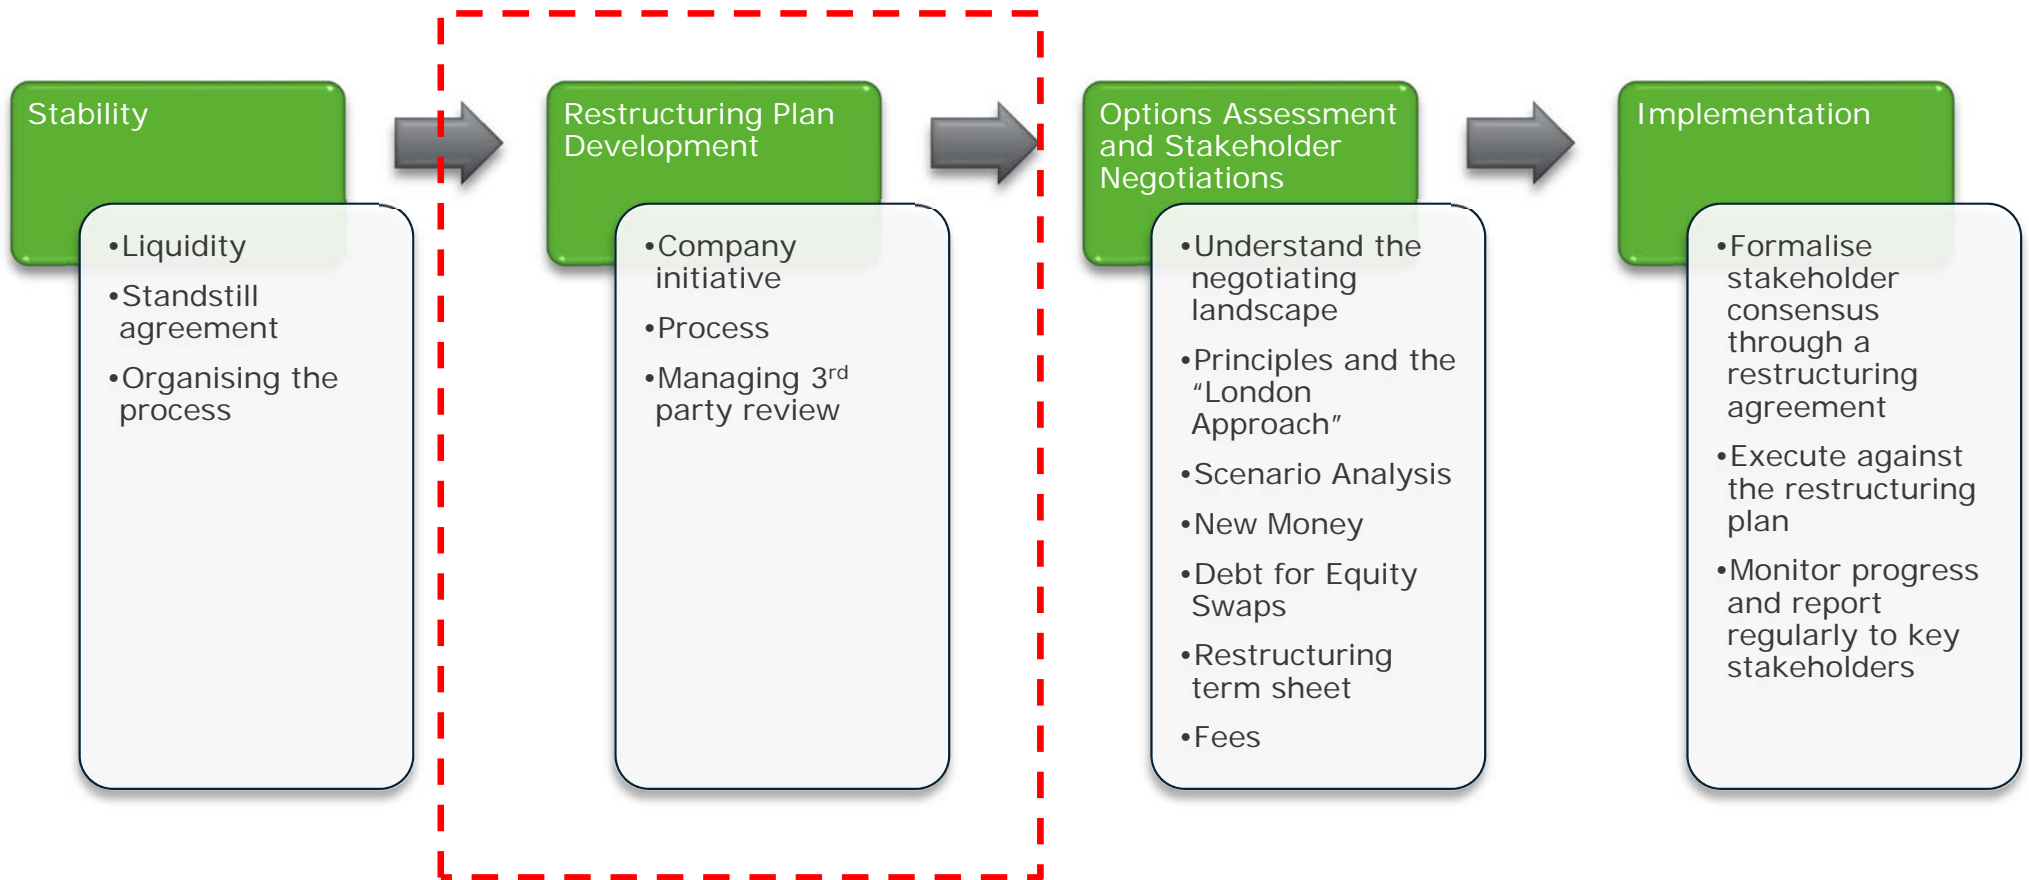 Stability
•Liquidity
•Standstill
agreement
•Organising the
process
Restructuring Plan
Development
•Company
initiative
•Process
•Managing 3rd
party review
Options Assessment
and Stakeholder
Negotiations
•Understand the
negotiating
landscape
•Principles and the
“London
Approach”
•Scenario Analysis
•New Money
•Debt for Equity
Swaps
•Restructuring
term sheet
•Fees
Implementation
•Formalise
stakeholder
consensus
through a
restructuring
agreement
•Execute against
the restructuring
plan
•Monitor progress
and report
regularly to key
stakeholders